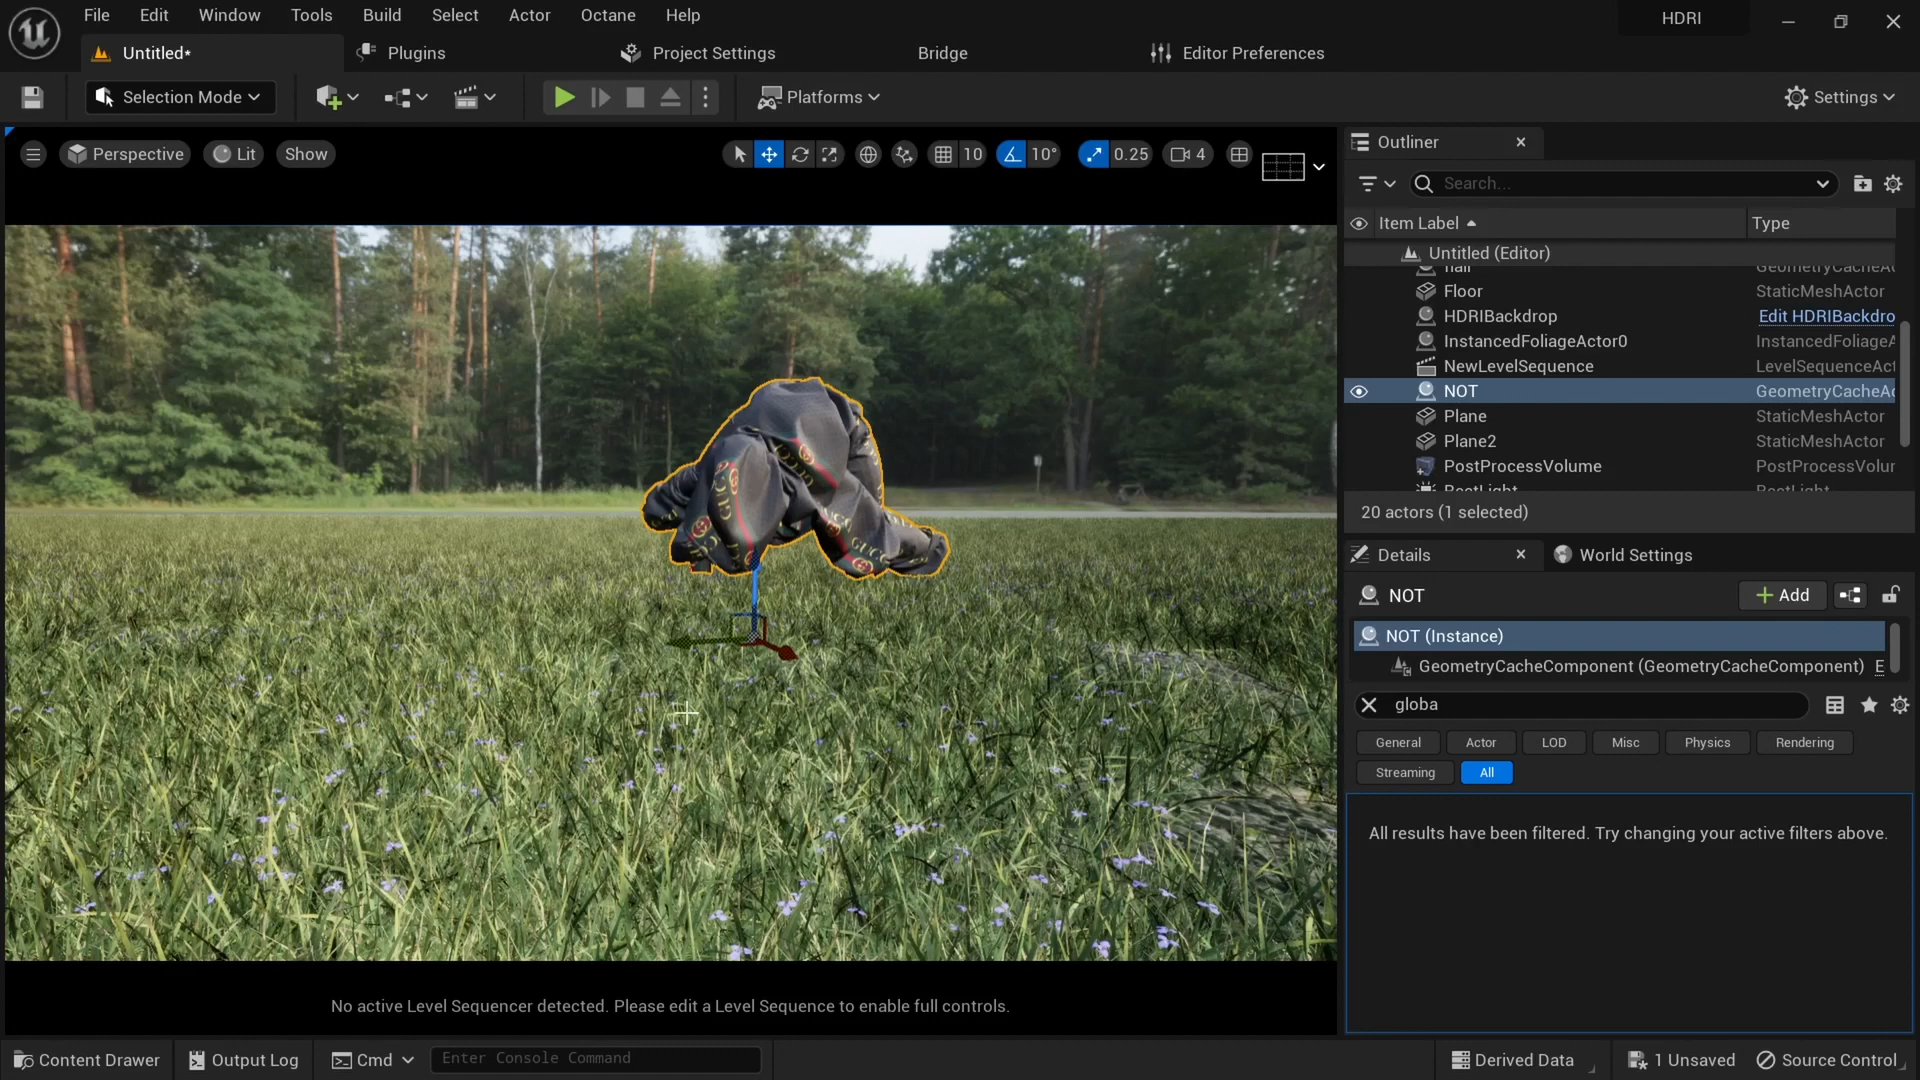 File Edit Window Tools Build Select Actor Octane Help
HDRI
Untitled* Plugins Project Settings Bridge Editor Preferences
Selection Mode Platforms Settings
Perspective Lit Show 10 10° 0.25 4
Outliner
Search...
Item Label Type
Untitled (Editor)
Floor StaticMeshActor
HDRIBackdrop Edit HDRIBackdro
InstancedFoliageActor0 InstancedFoliageA
NewLevelSequence LevelSequenceAct
NOT GeometryCacheAc
Plane StaticMeshActor
Plane2 StaticMeshActor
PostProcessVolume PostProcessVolur
20 actors (1 selected)
Details World Settings
NOT Add
NOT (Instance)
GeometryCacheComponent (GeometryCacheComponent) E
globa
General Actor LOD Misc Physics Rendering
Streaming All
All results have been filtered. Try changing your active filters above.
GUCCI
No active Level Sequencer detected. Please edit a Level Sequence to enable full controls.
Content Drawer Output Log Cmd Enter Console Command Derived Data 1 Unsaved Source Control